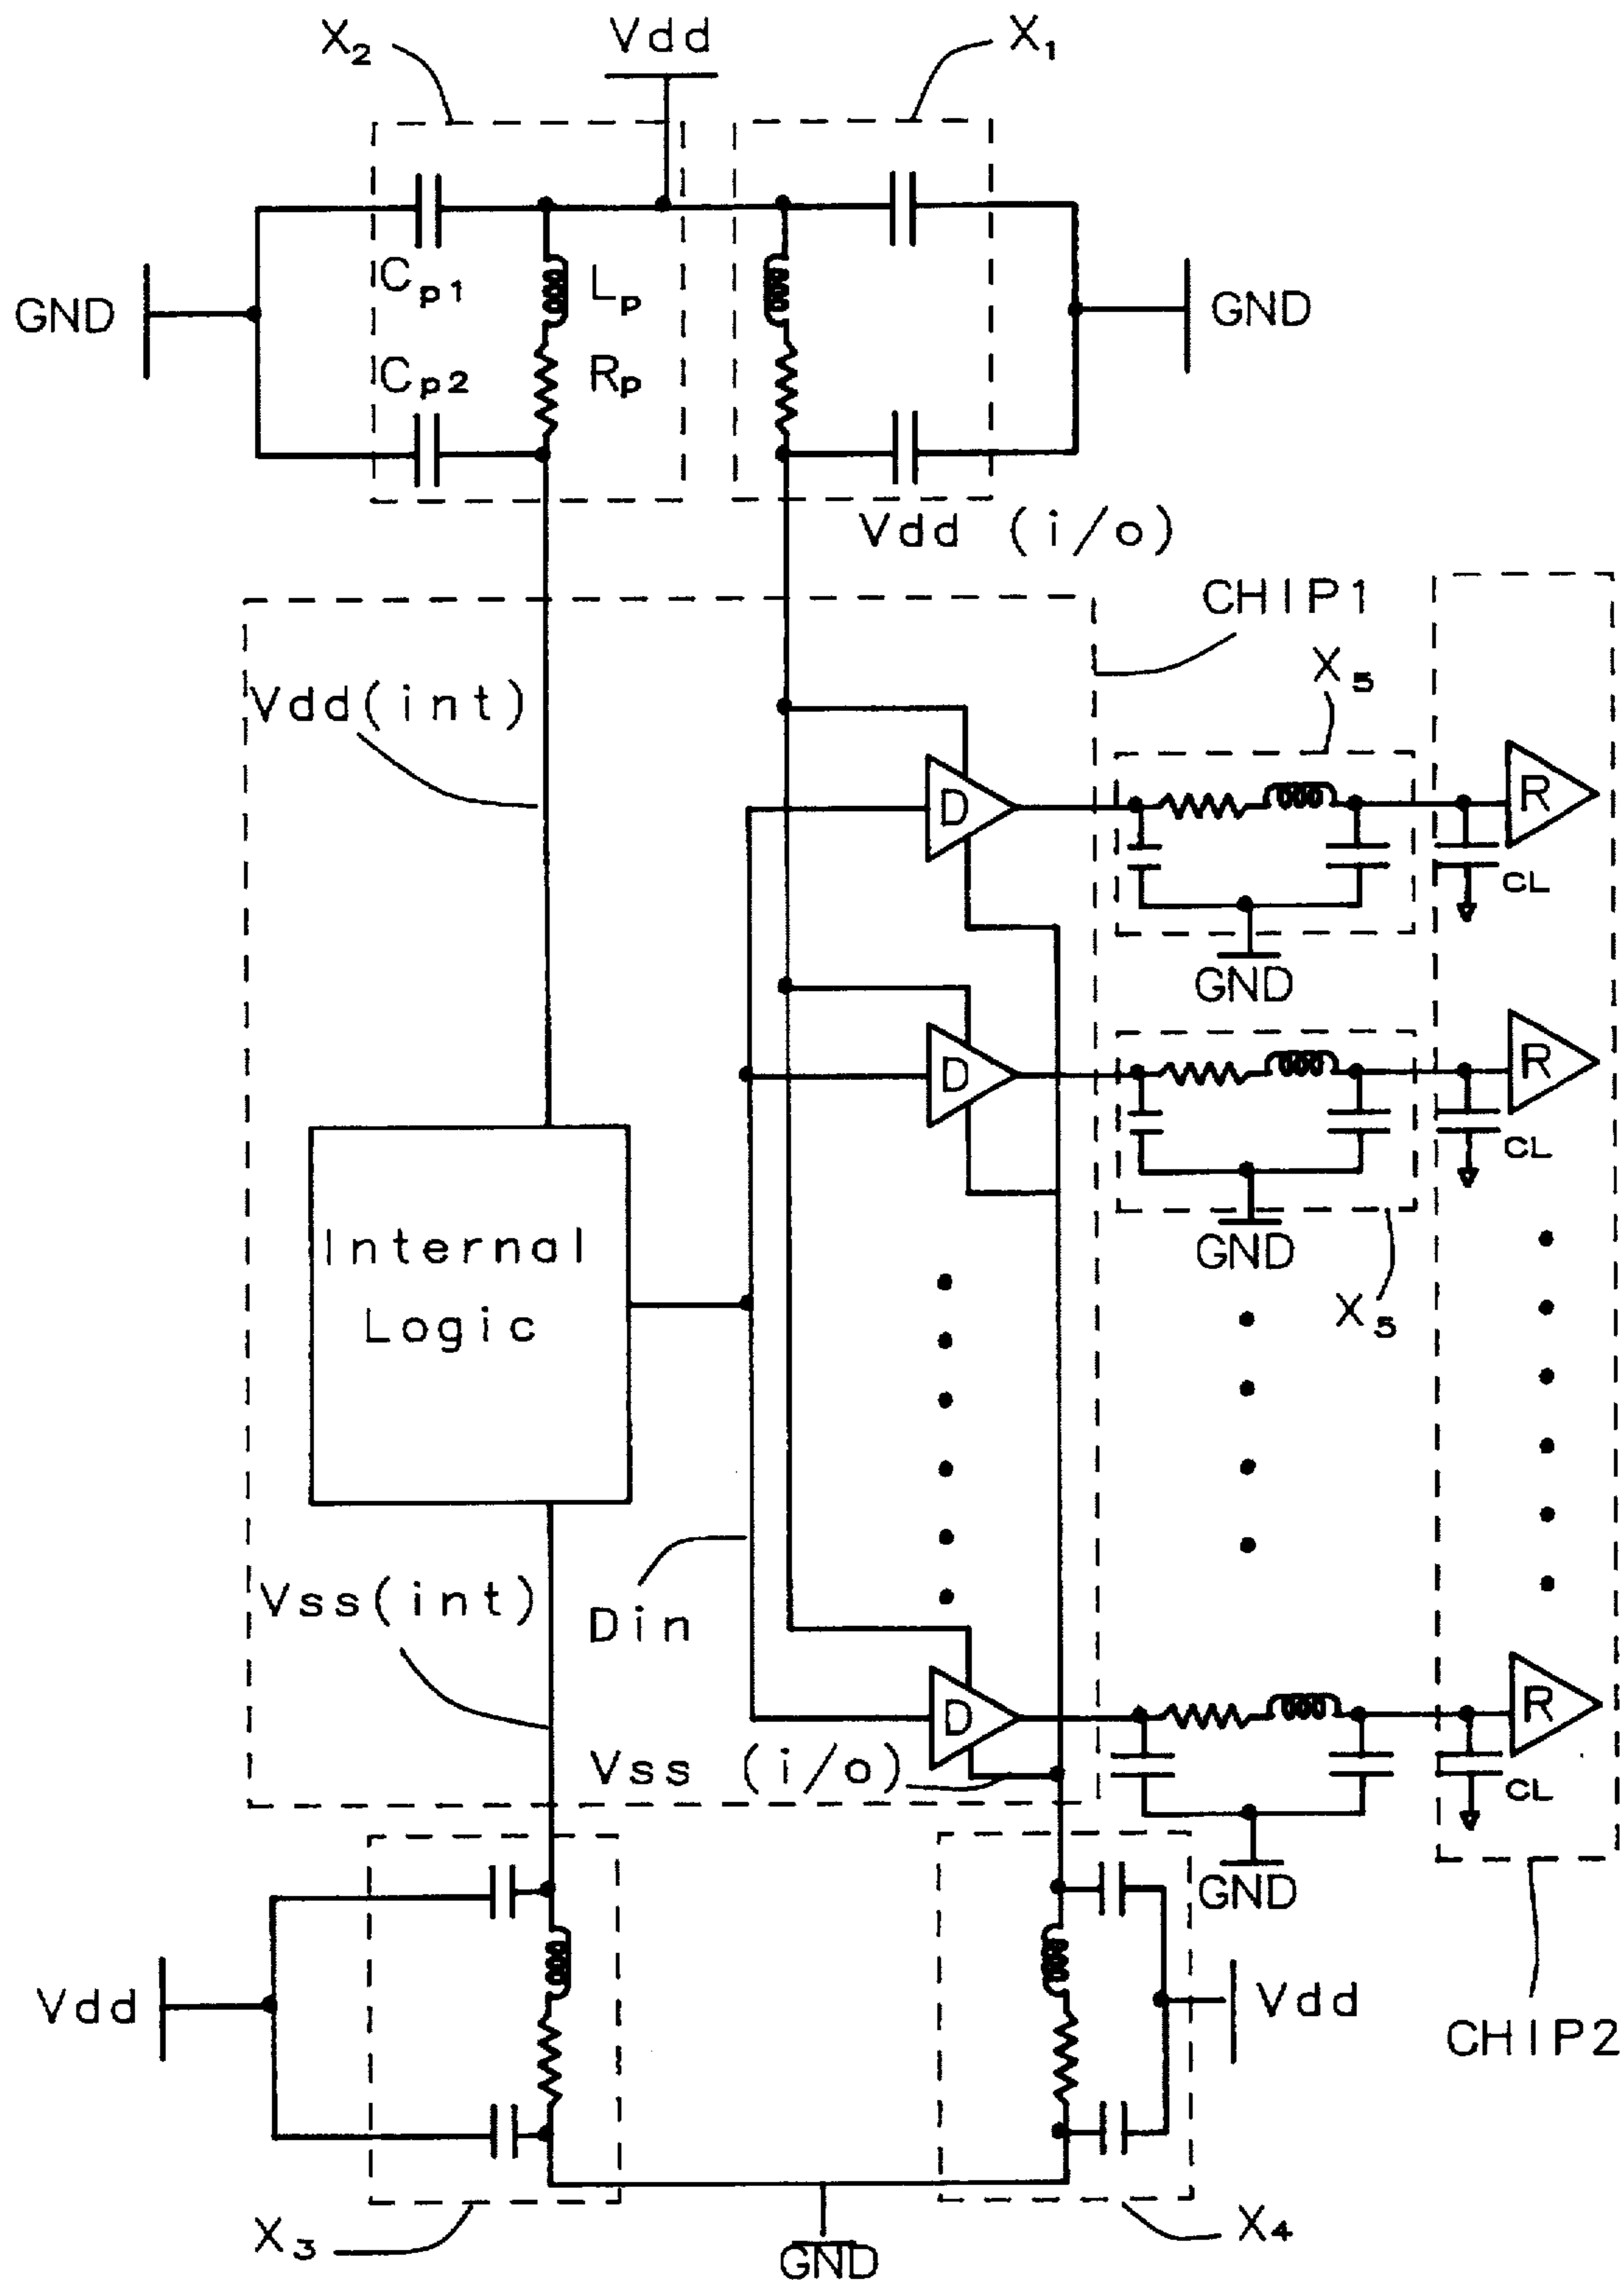 X₂
Vdd
X₁
GND
Cp1
Lp
GND
Cp2
Rp
Vdd (i/o)
CHIP1
X₅
Vdd(int)
D
R
CL
GND
D
R
CL
GND
Internal
Logic
X₅
Vss(int)
Din
D
R
Vss (i/o)
CL
GND
Vdd
Vdd
CHIP2
X₃
GND
X₄